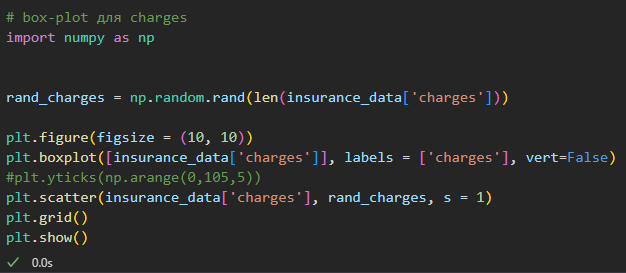 # box-plot для charges
import numpy as np
rand_charges = np.random.rand(len(insurance_data['charges']))
plt.figure(figsize = (10, 10))
plt.boxplot([insurance_data['charges']], labels = ['charges'], vert=False)
#plt.yticks(np.arange(0,105,5))
plt.scatter(insurance_data['charges'], rand_charges, s = 1)
plt.grid()
plt.show()
0.0s